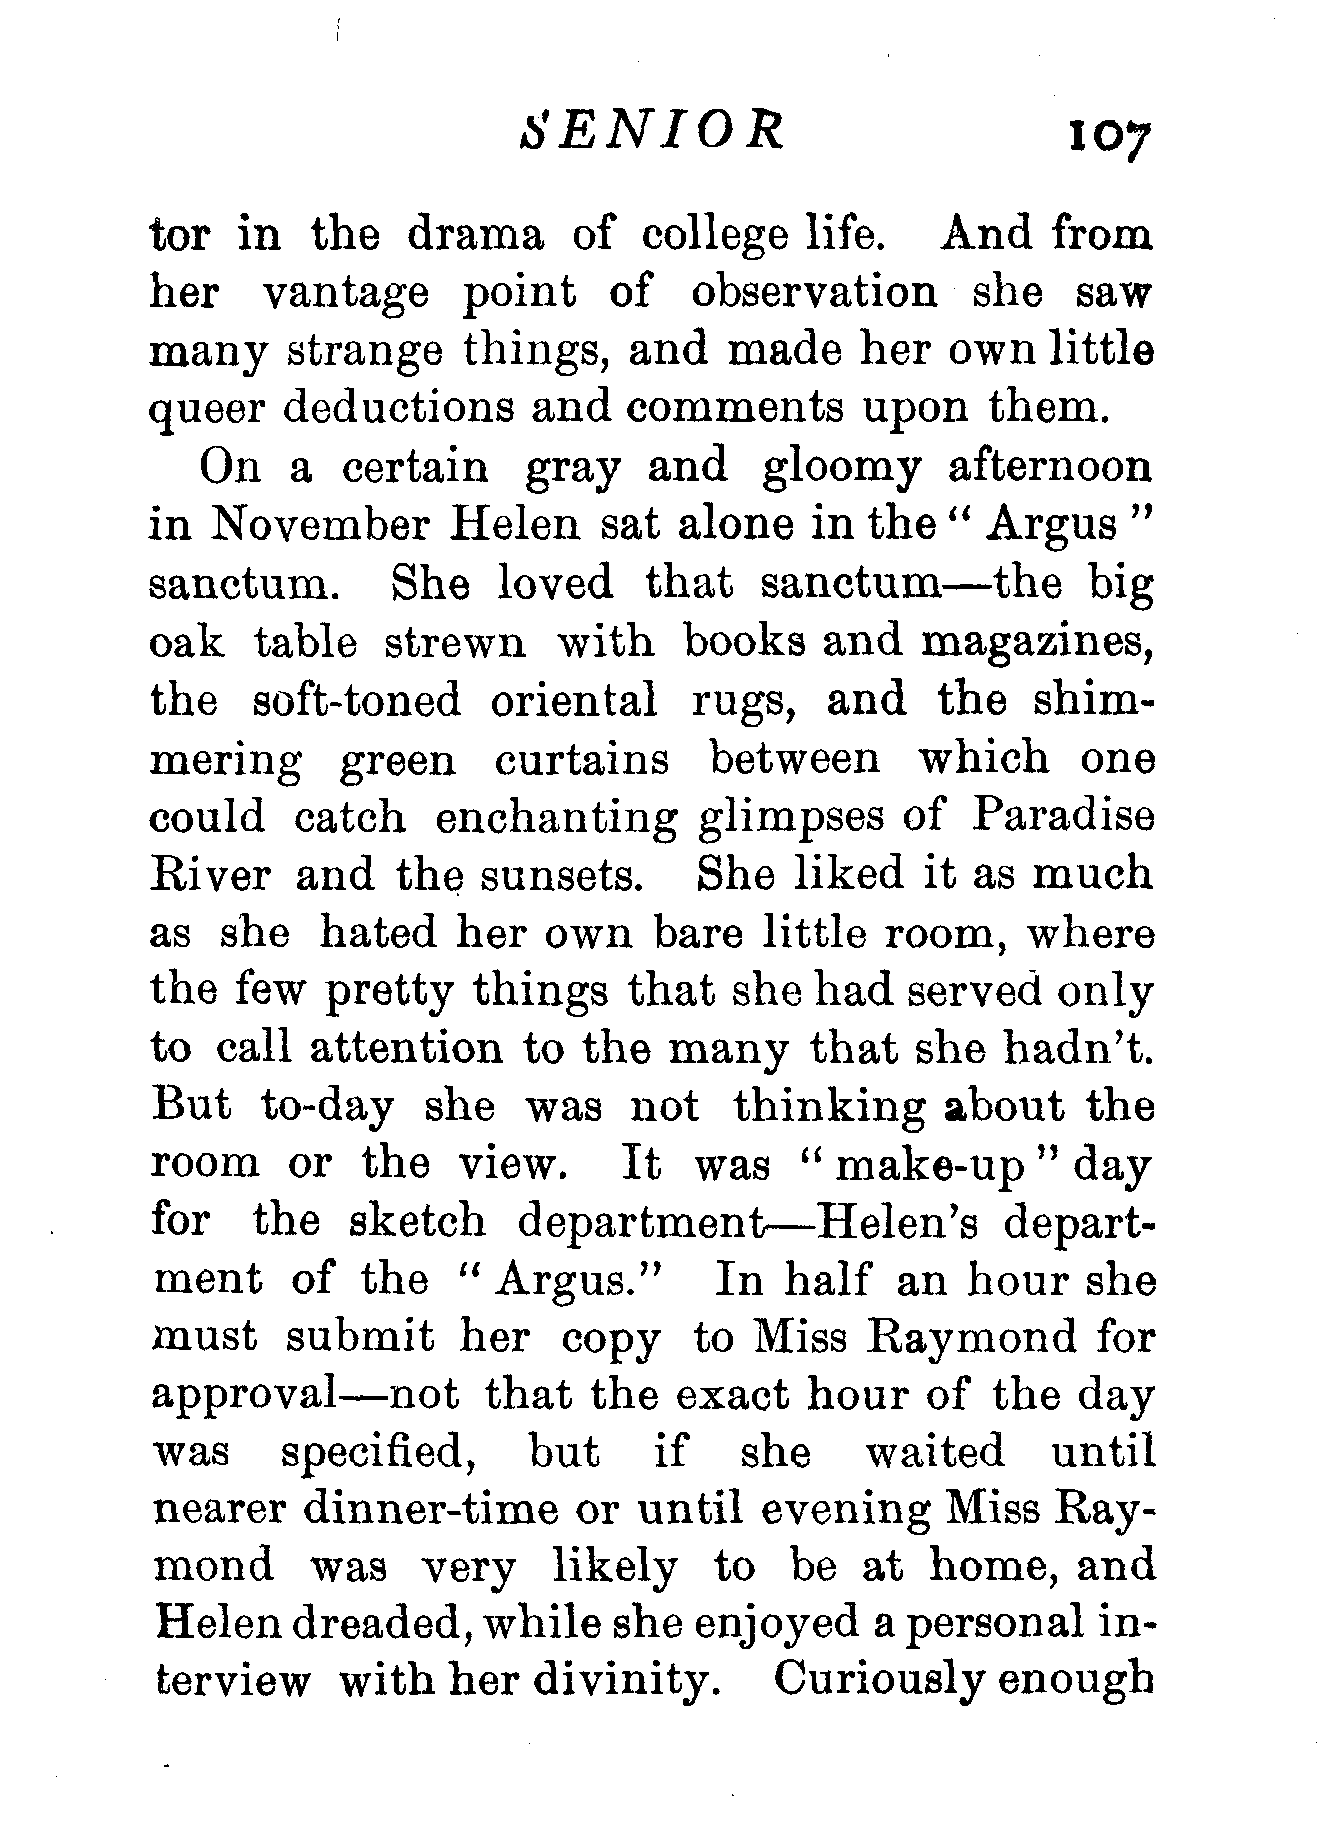 SENIOR 107
tor in the drama of college life. And from
her vantage point of observation she saw
many strange things, and made her own little
queer deductions and comments upon them.
On a certain gray and gloomy afternoon
in November Helen sat alone in the “ Argus ”
sanctum. She loved that sanctum—the big
oak table strewn with books and magazines,
the soft-toned oriental rugs, and the shim-
mering green curtains between which one
could catch enchanting glimpses of Paradise
River and the sunsets. She liked it as much
as she hated her own bare little room, where
the few pretty things that she had served only
to call attention to the many that she hadn’t.
But to-day she was not thinking about the
room or the view. It was “ make-up ” day
for the sketch department—Helen’s depart-
ment of the “ Argus.” In half an hour she
must submit her copy to Miss Raymond for
approval—not that the exact hour of the day
was specified, but if she waited until
nearer dinner-time or until evening Miss Ray-
mond was very likely to be at home, and
Helen dreaded, while she enjoyed a personal in-
terview with her divinity. Curiously enough